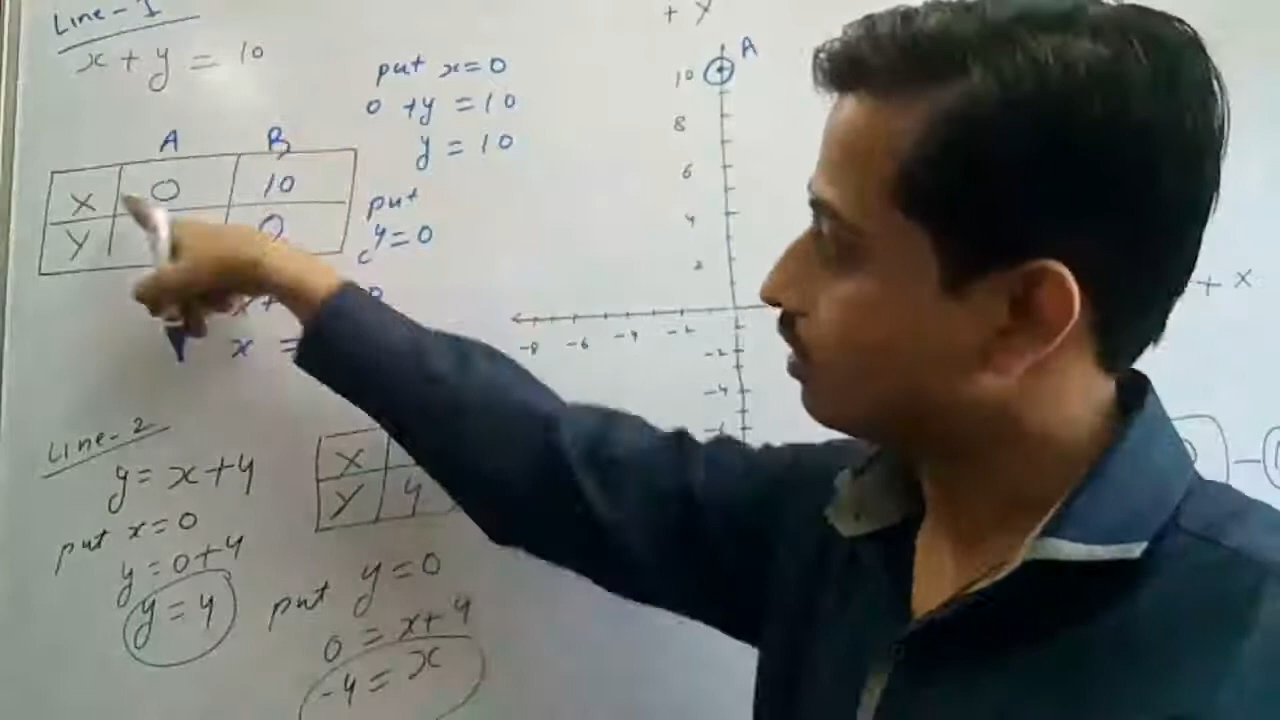 Line-1
x + y = 10
put x=0
0 + y = 10
y = 10
A B
X 0 10
Y 0
put
y=0
x =
Line-2
y = x+4
put x=0
y = 0+4
y = 4
X
Y 4
put y=0
0 = x+4
-4 = x
+ Y
A
10
8
6
4
2
-8 -6 -4 -2
-2
-4
+ X